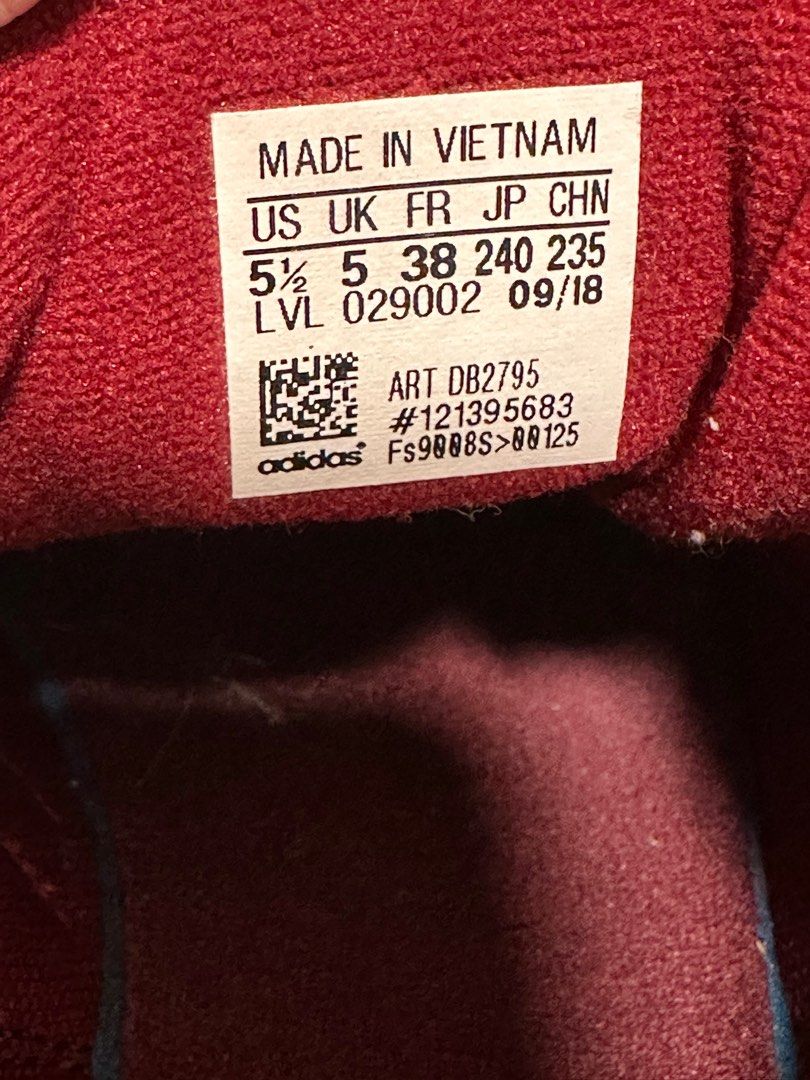 MADE IN VIETNAM
US UK FR JP CHN
5½ 5 38 240 235
LVL 029002 09/18
ART DB2795
#121395683
adidas Fs9008S>00125